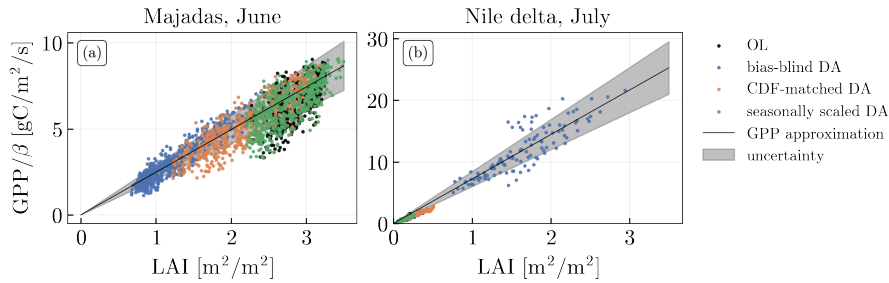 Majadas, June
Nile delta, July
(a)
(b)
GPP/β [gC/m²/s]
10
5
0
30
20
10
0
0 1 2 3
0 1 2 3
LAI [m²/m²]
LAI [m²/m²]
OL
bias-blind DA
CDF-matched DA
seasonally scaled DA
GPP approximation
uncertainty